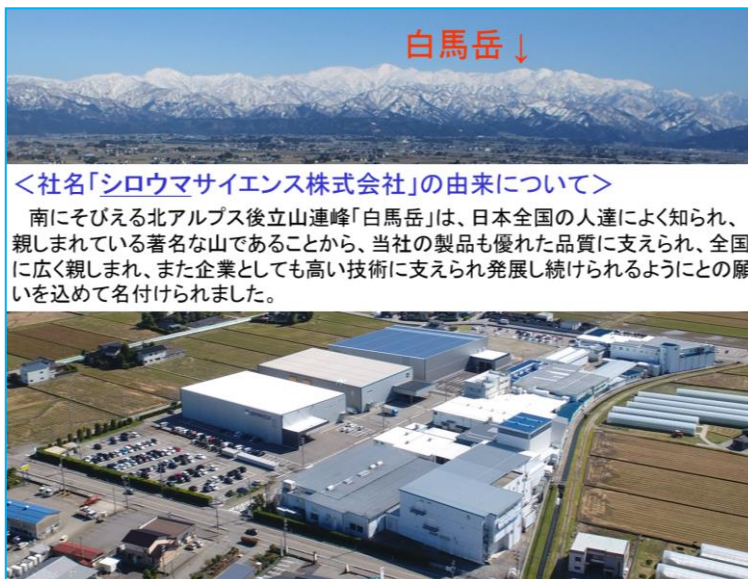 白馬岳↓
＜社名「シロウマサイエンス株式会社」の由来について＞
南にそびえる北アルプス後立山連峰「白馬岳」は、日本全国の人達によく知られ、
親しまれている著名な山であることから、当社の製品も優れた品質に支えられ、全国
に広く親しまれ、また企業としても高い技術に支えられ発展し続けられるようにとの願
いを込めて名付けられました。